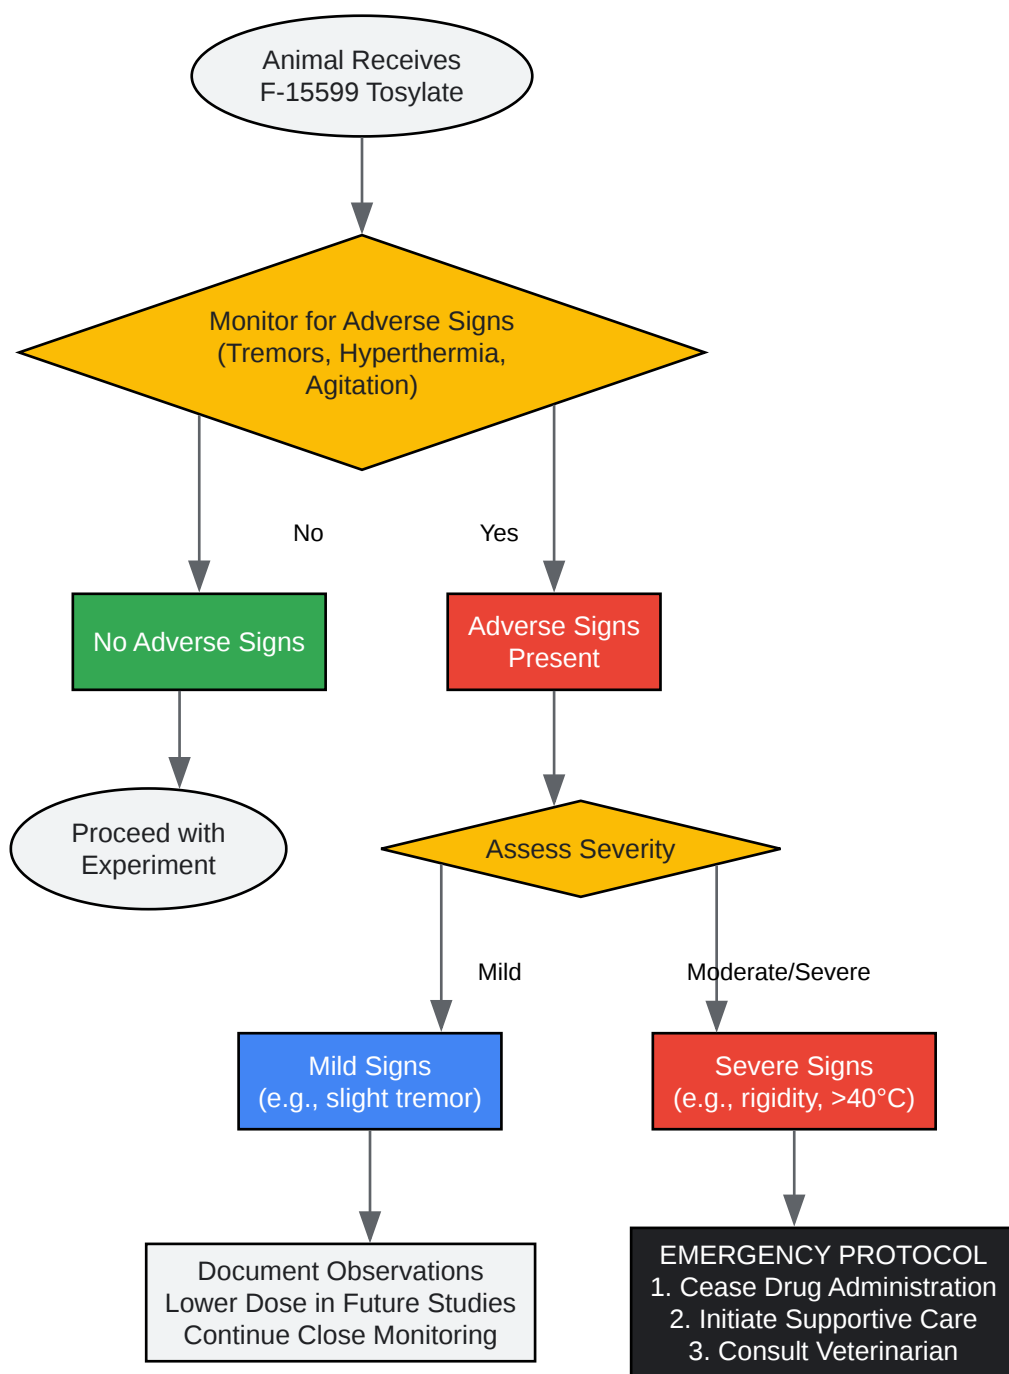 Animal Receives
F-15599 Tosylate
Monitor for Adverse Signs
(Tremors, Hyperthermia,
Agitation)
No
Yes
No Adverse Signs
Adverse Signs
Present
Proceed with
Experiment
Assess Severity
Mild
Moderate/Severe
Mild Signs
(e.g., slight tremor)
Severe Signs
(e.g., rigidity, >40°C)
Document Observations
Lower Dose in Future Studies
Continue Close Monitoring
EMERGENCY PROTOCOL
1. Cease Drug Administration
2. Initiate Supportive Care
3. Consult Veterinarian